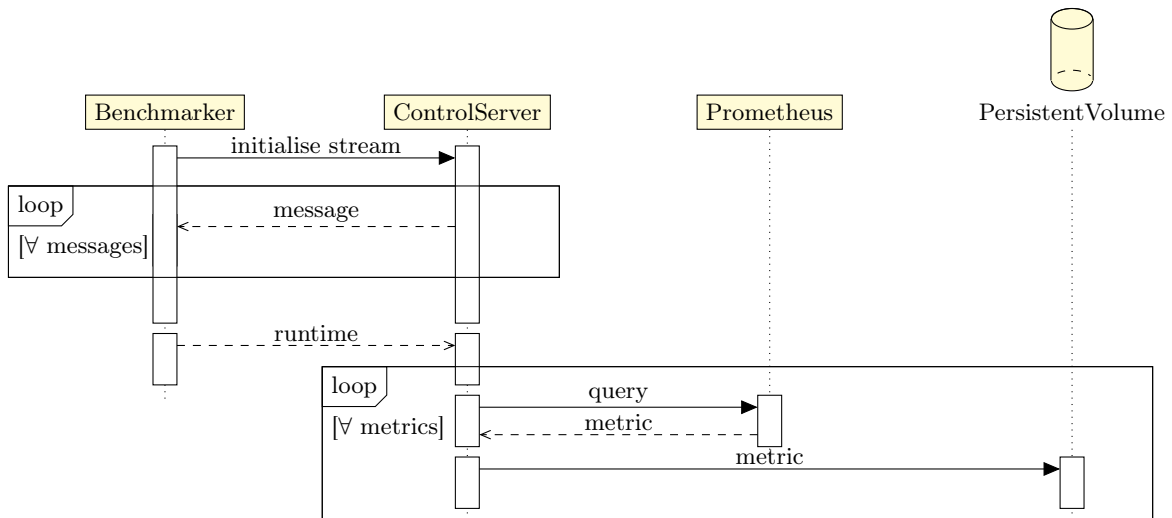 Benchmarker
ControlServer
Prometheus
PersistentVolume
initialise stream
loop
message
[∀ messages]
runtime
loop
query
[∀ metrics]
metric
metric